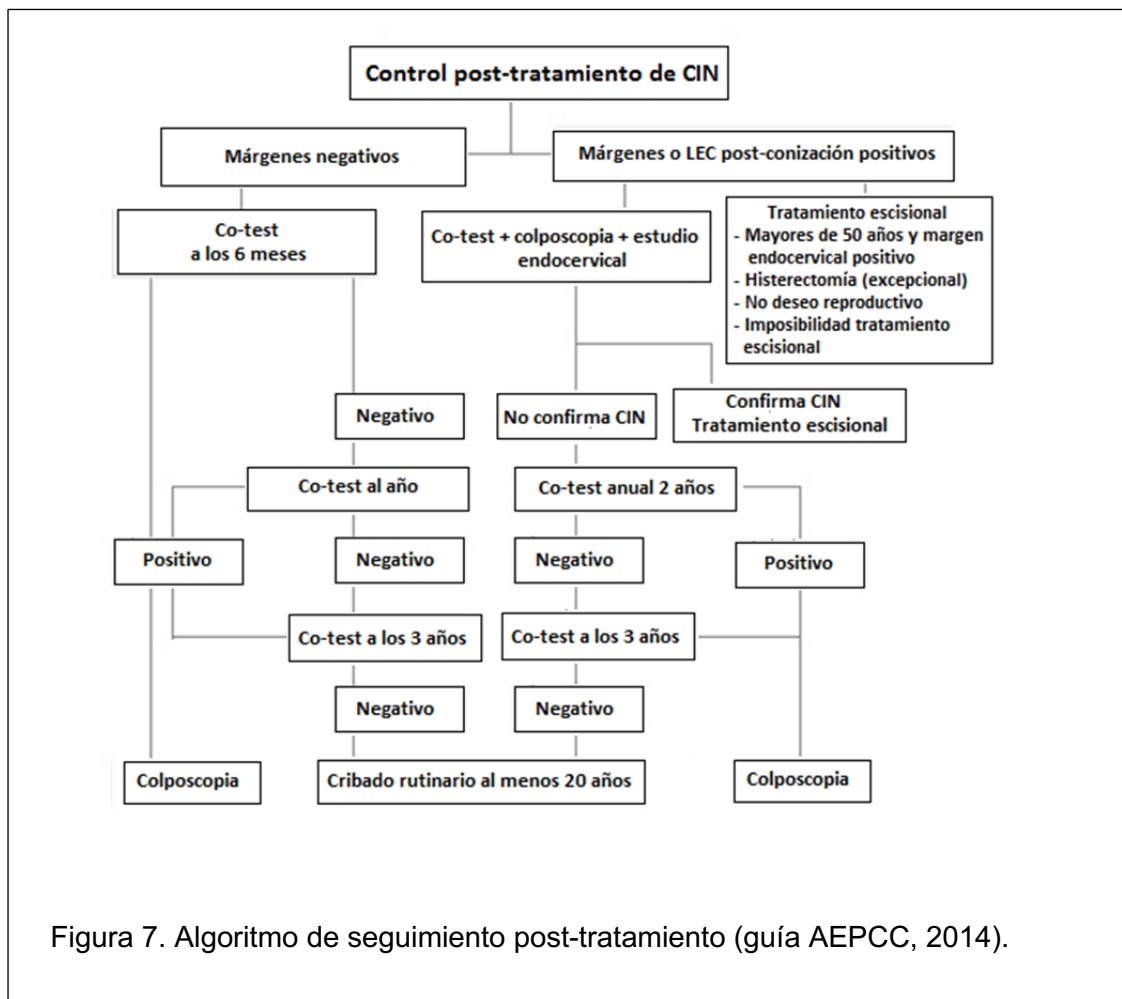 Control post-tratamiento de CIN
Márgenes negativos
Márgenes o LEC post-conización positivos
Co-test
a los 6 meses
Co-test + colposcopia + estudio
endocervical
Tratamiento escisional
- Mayores de 50 años y margen
endocervical positivo
- Histerectomía (excepcional)
- No deseo reproductivo
- Imposibilidad tratamiento
escisional
Negativo
No confirma CIN
Confirma CIN
Tratamiento escisional
Co-test al año
Co-test anual 2 años
Positivo
Negativo
Negativo
Positivo
Co-test a los 3 años
Co-test a los 3 años
Negativo
Negativo
Colposcopia
Cribado rutinario al menos 20 años
Colposcopia
Figura 7. Algoritmo de seguimiento post-tratamiento (guía AEPCC, 2014).